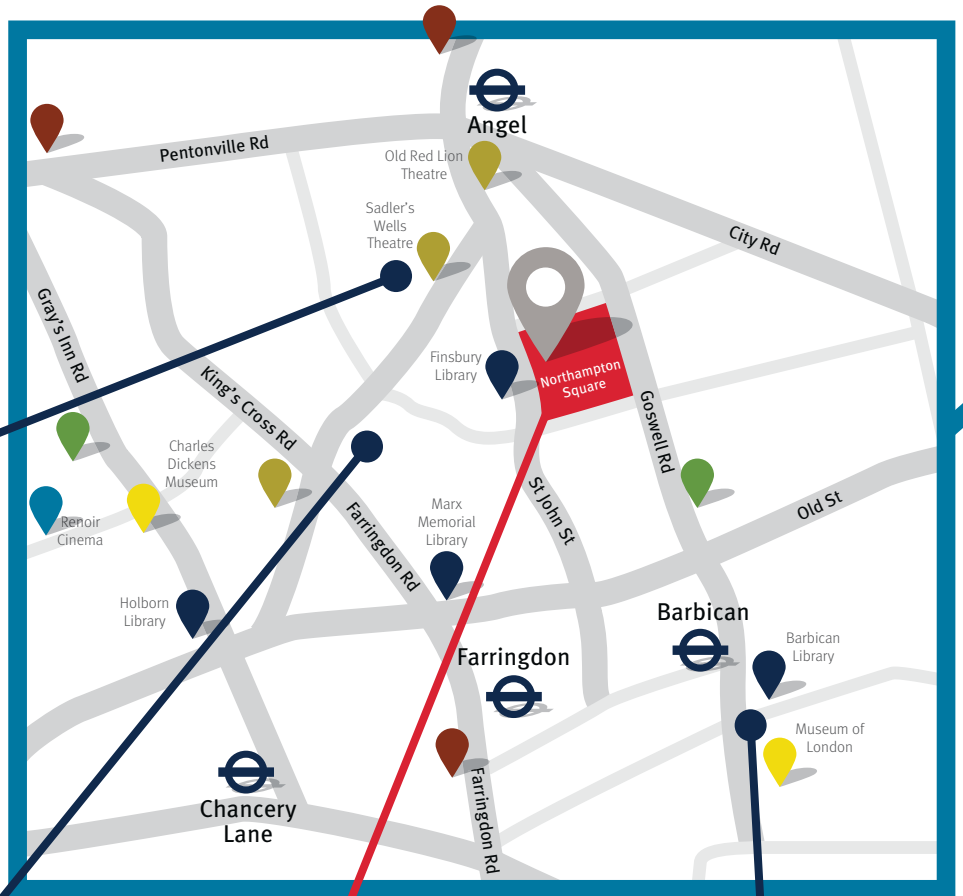 Angel
Pentonville Rd
Old Red Lion
Theatre
Sadler's
Wells
Theatre
City Rd
Gray's Inn Rd
Finsbury
Library
Northampton
Square
King's Cross Rd
Goswell Rd
Charles
Dickens
Museum
Renoir
Cinema
Farringdon Rd
Marx
Memorial
Library
St John St
Old St
Holborn
Library
Barbican
Barbican
Library
Farringdon
Museum of
London
Chancery
Lane
Farringdon Rd